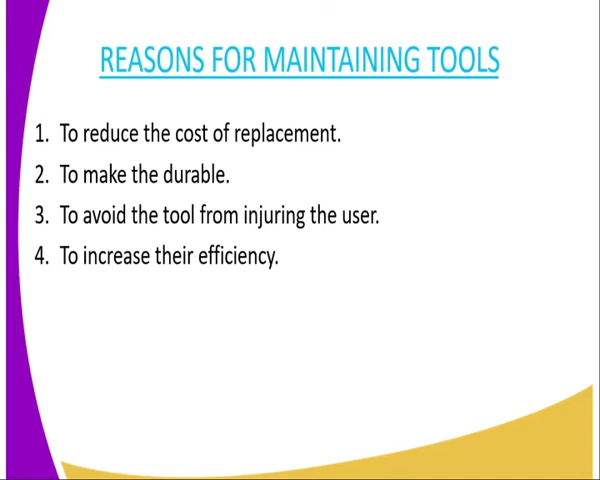 REASONS FOR MAINTAINING TOOLS
1. To reduce the cost of replacement.
2. To make the durable.
3. To avoid the tool from injuring the user.
4. To increase their efficiency.